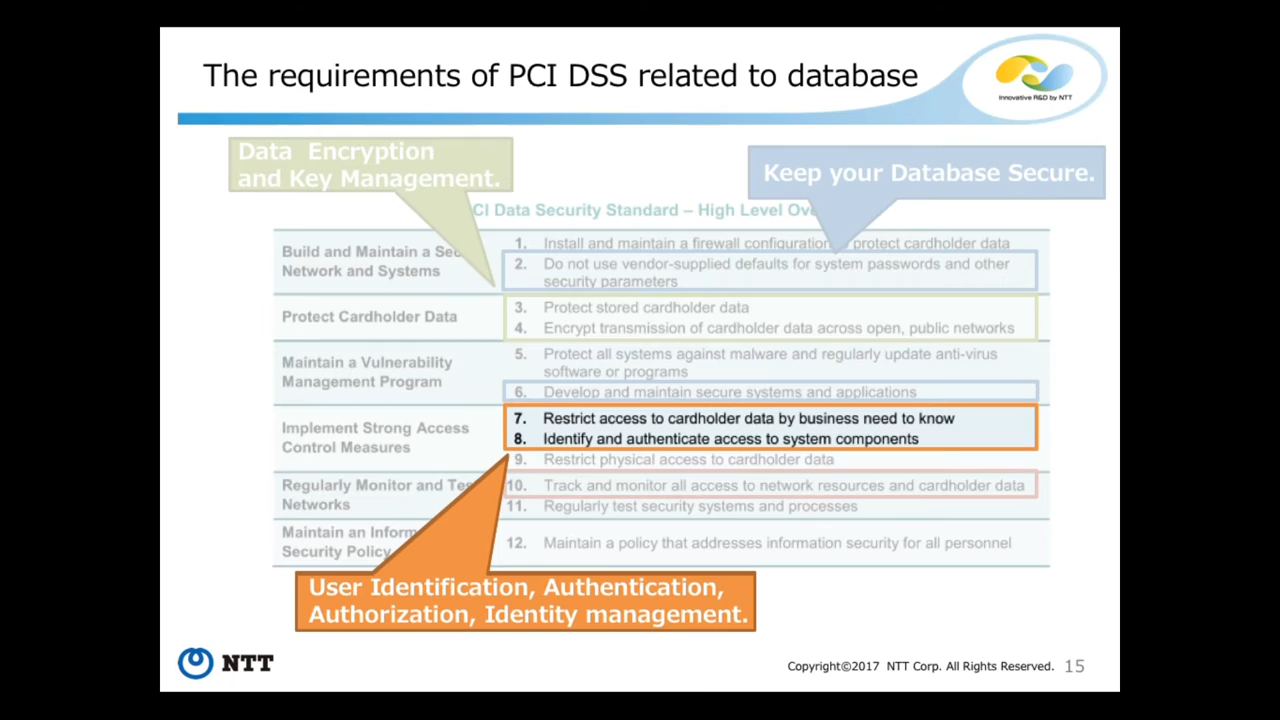 The requirements of PCI DSS related to database
Innovative R&D by NTT
Data Encryption
and Key Management.
Keep your Database Secure.
CI Data Security Standard – High Level Ove
Build and Maintain a Sec
Network and Systems
1. Install and maintain a firewall configuration protect cardholder data
2. Do not use vendor-supplied defaults for system passwords and other
security parameters
Protect Cardholder Data
3. Protect stored cardholder data
4. Encrypt transmission of cardholder data across open, public networks
Maintain a Vulnerability
Management Program
5. Protect all systems against malware and regularly update anti-virus
software or programs
6. Develop and maintain secure systems and applications
Implement Strong Access
Control Measures
7. Restrict access to cardholder data by business need to know
8. Identify and authenticate access to system components
9. Restrict physical access to cardholder data
Regularly Monitor and Tes
Networks
10. Track and monitor all access to network resources and cardholder data
11. Regularly test security systems and processes
Maintain an Inform
Security Policy
12. Maintain a policy that addresses information security for all personnel
User Identification, Authentication,
Authorization, Identity management.
NTT
Copyright©2017 NTT Corp. All Rights Reserved.
15